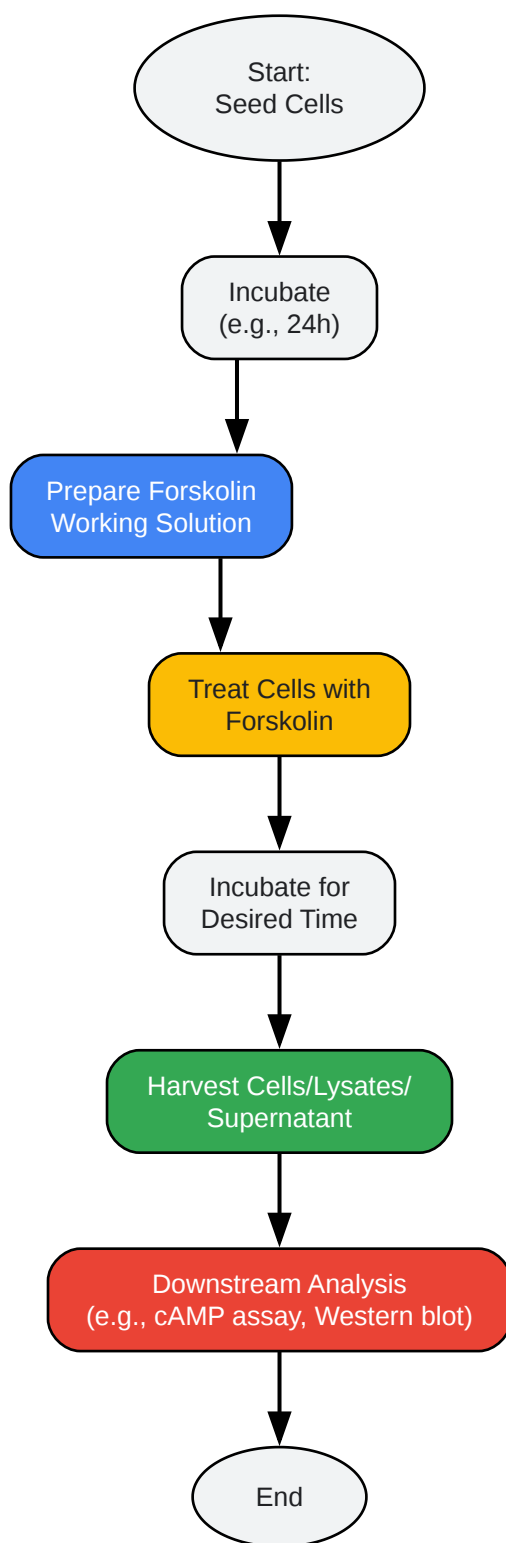 Start:
Seed Cells
Incubate
(e.g., 24h)
Prepare Forskolin
Working Solution
Treat Cells with
Forskolin
Incubate for
Desired Time
Harvest Cells/Lysates/
Supernatant
Downstream Analysis
(e.g., cAMP assay, Western blot)
End